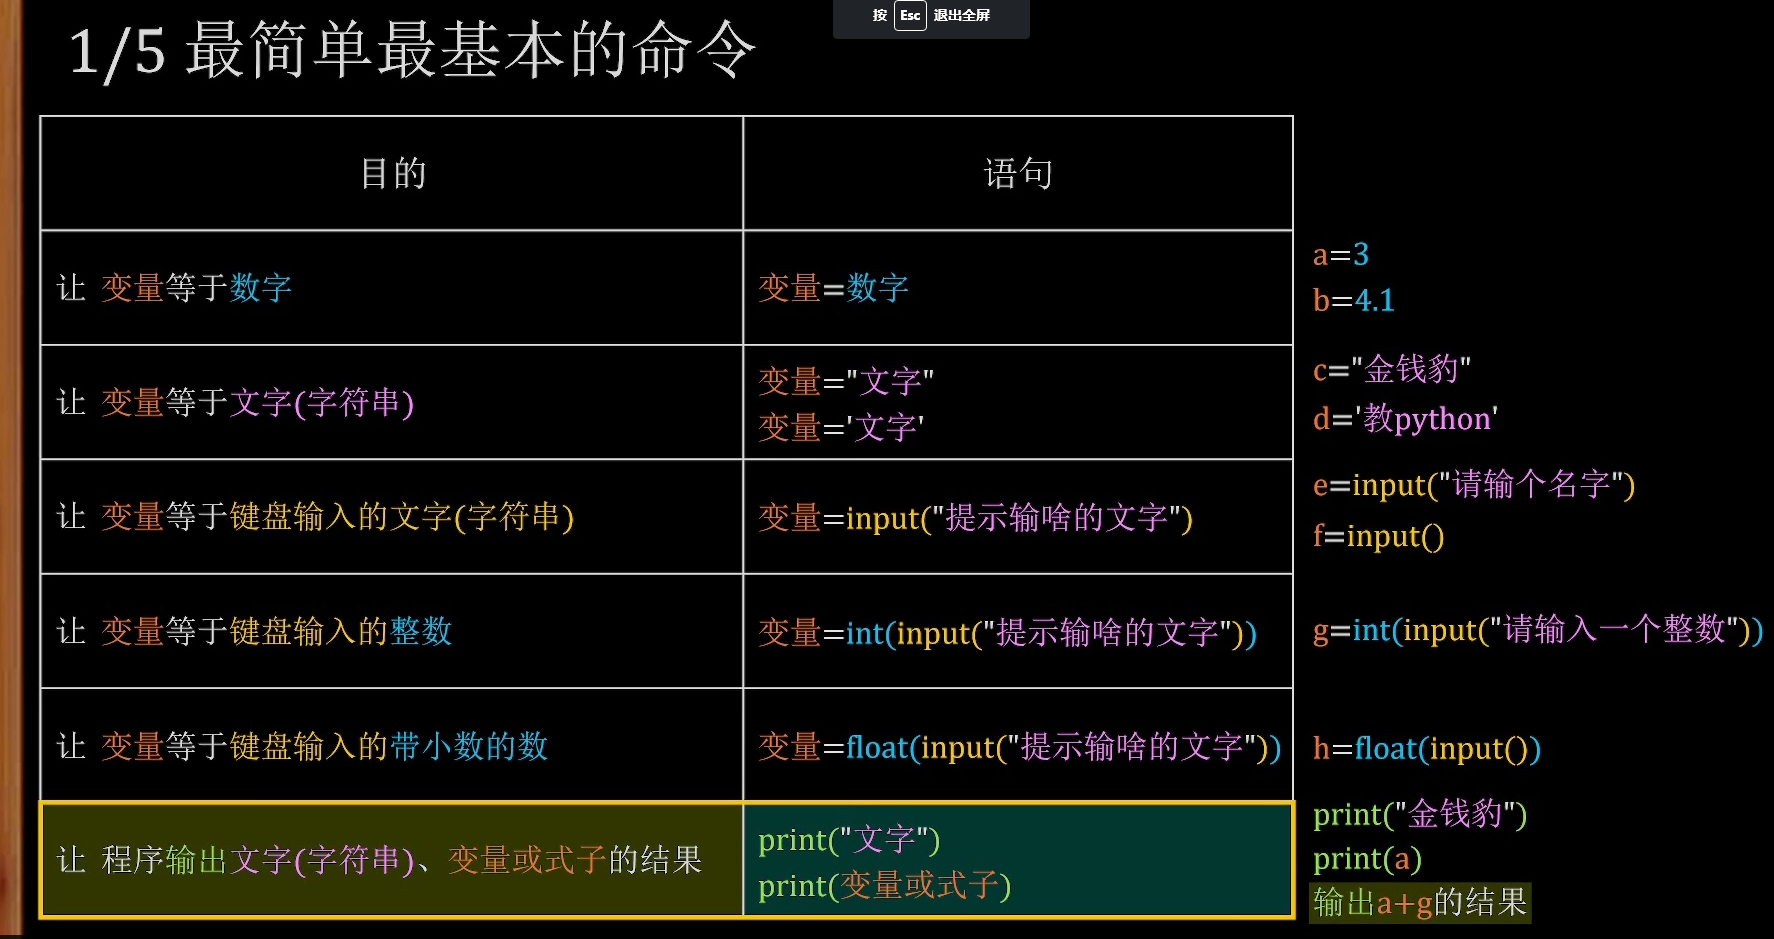 按 Esc 退出全屏
1/5 最简单最基本的命令
目的
语句
让 变量等于数字
变量=数字
a=3
b=4.1
让 变量等于文字(字符串)
变量="文字"
变量='文字'
c="金钱豹"
d='教python'
让 变量等于键盘输入的文字(字符串)
变量=input("提示输啥的文字")
e=input("请输个名字")
f=input()
让 变量等于键盘输入的整数
变量=int(input("提示输啥的文字"))
g=int(input("请输入一个整数"))
让 变量等于键盘输入的带小数的数
变量=float(input("提示输啥的文字"))
h=float(input())
让 程序输出文字(字符串)、变量或式子的结果
print("文字")
print(变量或式子)
print("金钱豹")
print(a)
输出a+g的结果